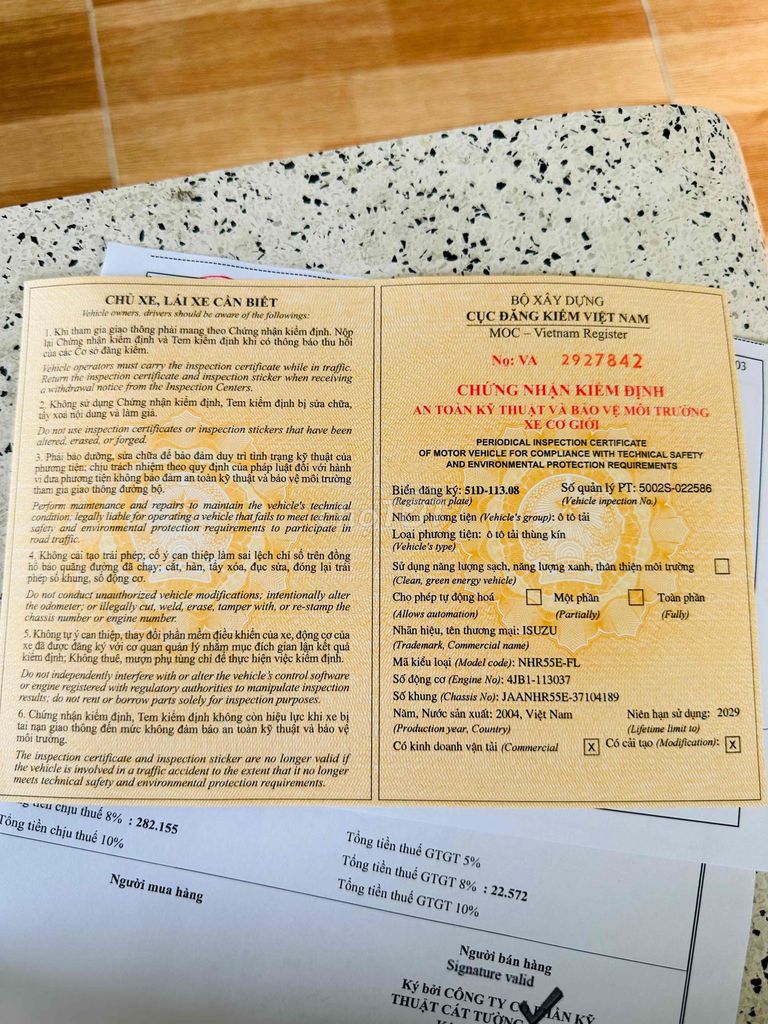 CHỦ XE, LÁI XE CẦN BIẾT
Vehicle owners, drivers should be aware of the followings:
1. Khi tham gia giao thông phải mang theo Chứng nhận kiểm định. Nộp
lại Chứng nhận kiểm định và Tem kiểm định khi có thông báo thu hồi
của các Cơ sở đăng kiểm.
Vehicle operators must carry the inspection certificate while in traffic.
Return the inspection certificate and inspection sticker when receiving
a withdrawal notice from the Inspection Centers.
2. Không sử dụng Chứng nhận kiểm định, Tem kiểm định bị sửa chữa,
tẩy xoá nội dung và làm giả.
Do not use inspection certificates or inspection stickers that have been
altered, erased, or forged.
3. Phải bảo dưỡng, sửa chữa để bảo đảm duy trì tình trạng kỹ thuật của
phương tiện; chịu trách nhiệm theo quy định của pháp luật đối với hành
vi đưa phương tiện không bảo đảm an toàn kỹ thuật và bảo vệ môi trường
tham gia giao thông đường bộ.
Perform maintenance and repairs to maintain the vehicle's technical
condition; legally liable for operating a vehicle that fails to meet technical
safety and environmental protection requirements to participate in
road traffic.
4. Không cải tạo trái phép; cố ý can thiệp làm sai lệch chỉ số trên đồng
hồ báo quãng đường đã chạy; cắt, hàn, tẩy xóa, đục sửa, đóng lại trái
phép số khung, số động cơ.
Do not conduct unauthorized vehicle modifications; intentionally alter
the odometer; or illegally cut, weld, erase, tamper with, or re-stamp the
chassis number or engine number.
5. Không tự ý can thiệp, thay đổi phần mềm điều khiển của xe, động cơ của
xe đã được đăng ký với cơ quan quản lý nhằm mục đích gian lận kết quả
kiểm định; Không thuê, mượn phụ tùng chỉ để thực hiện việc kiểm định.
Do not independently interfere with or alter the vehicle's control software
or engine registered with regulatory authorities to manipulate inspection
results; do not rent or borrow parts solely for inspection purposes.
6. Chứng nhận kiểm định, Tem kiểm định không còn hiệu lực khi xe bị
tai nạn giao thông đến mức không đảm bảo an toàn kỹ thuật và bảo vệ
môi trường.
The inspection certificate and inspection sticker are no longer valid if
the vehicle is involved in a traffic accident to the extent that it no longer
meets technical safety and environmental protection requirements.
BỘ XÂY DỰNG
CỤC ĐĂNG KIỂM VIỆT NAM
MOC – Vietnam Register
No: VA 2927842
CHỨNG NHẬN KIỂM ĐỊNH
AN TOÀN KỸ THUẬT VÀ BẢO VỆ MÔI TRƯỜNG
XE CƠ GIỚI
PERIODICAL INSPECTION CERTIFICATE
OF MOTOR VEHICLE FOR COMPLIANCE WITH TECHNICAL SAFETY
AND ENVIRONMENTAL PROTECTION REQUIREMENTS
Biển đăng ký: 51D-113.08 Số quản lý PT: 5002S-022586
(Registration plate) (Vehicle inpection No.)
Nhóm phương tiện (Vehicle's group): ô tô tải
Loại phương tiện: ô tô tải thùng kín
(Vehicle's type)
Sử dụng năng lượng sạch, năng lượng xanh, thân thiện môi trường
(Clean, green energy vehicle)
Cho phép tự động hoá Một phần Toàn phần
(Allows automation) (Partially) (Fully)
Nhãn hiệu, tên thương mại: ISUZU
(Trademark, Commercial name)
Mã kiểu loại (Model code): NHR55E-FL
Số động cơ (Engine No): 4JB1-113037
Số khung (Chassis No): JAANHR55E-37104189
Năm, Nước sản xuất: 2004, Việt Nam Niên hạn sử dụng: 2029
(Production year, Country) (Lifetime limit to)
Có kinh doanh vận tải (Commercial X Có cải tạo (Modification): X
03
chịu thuế 8% : 282.155
Tổng tiền chịu thuế 10%
Tổng tiền thuế GTGT 5%
Tổng tiền thuế GTGT 8% : 22.572
Tổng tiền thuế GTGT 10%
Người mua hàng
Người bán hàng
Signature valid
Ký bởi CÔNG TY CỔ PHẦN KỸ
THUẬT CÁT TƯỜNG